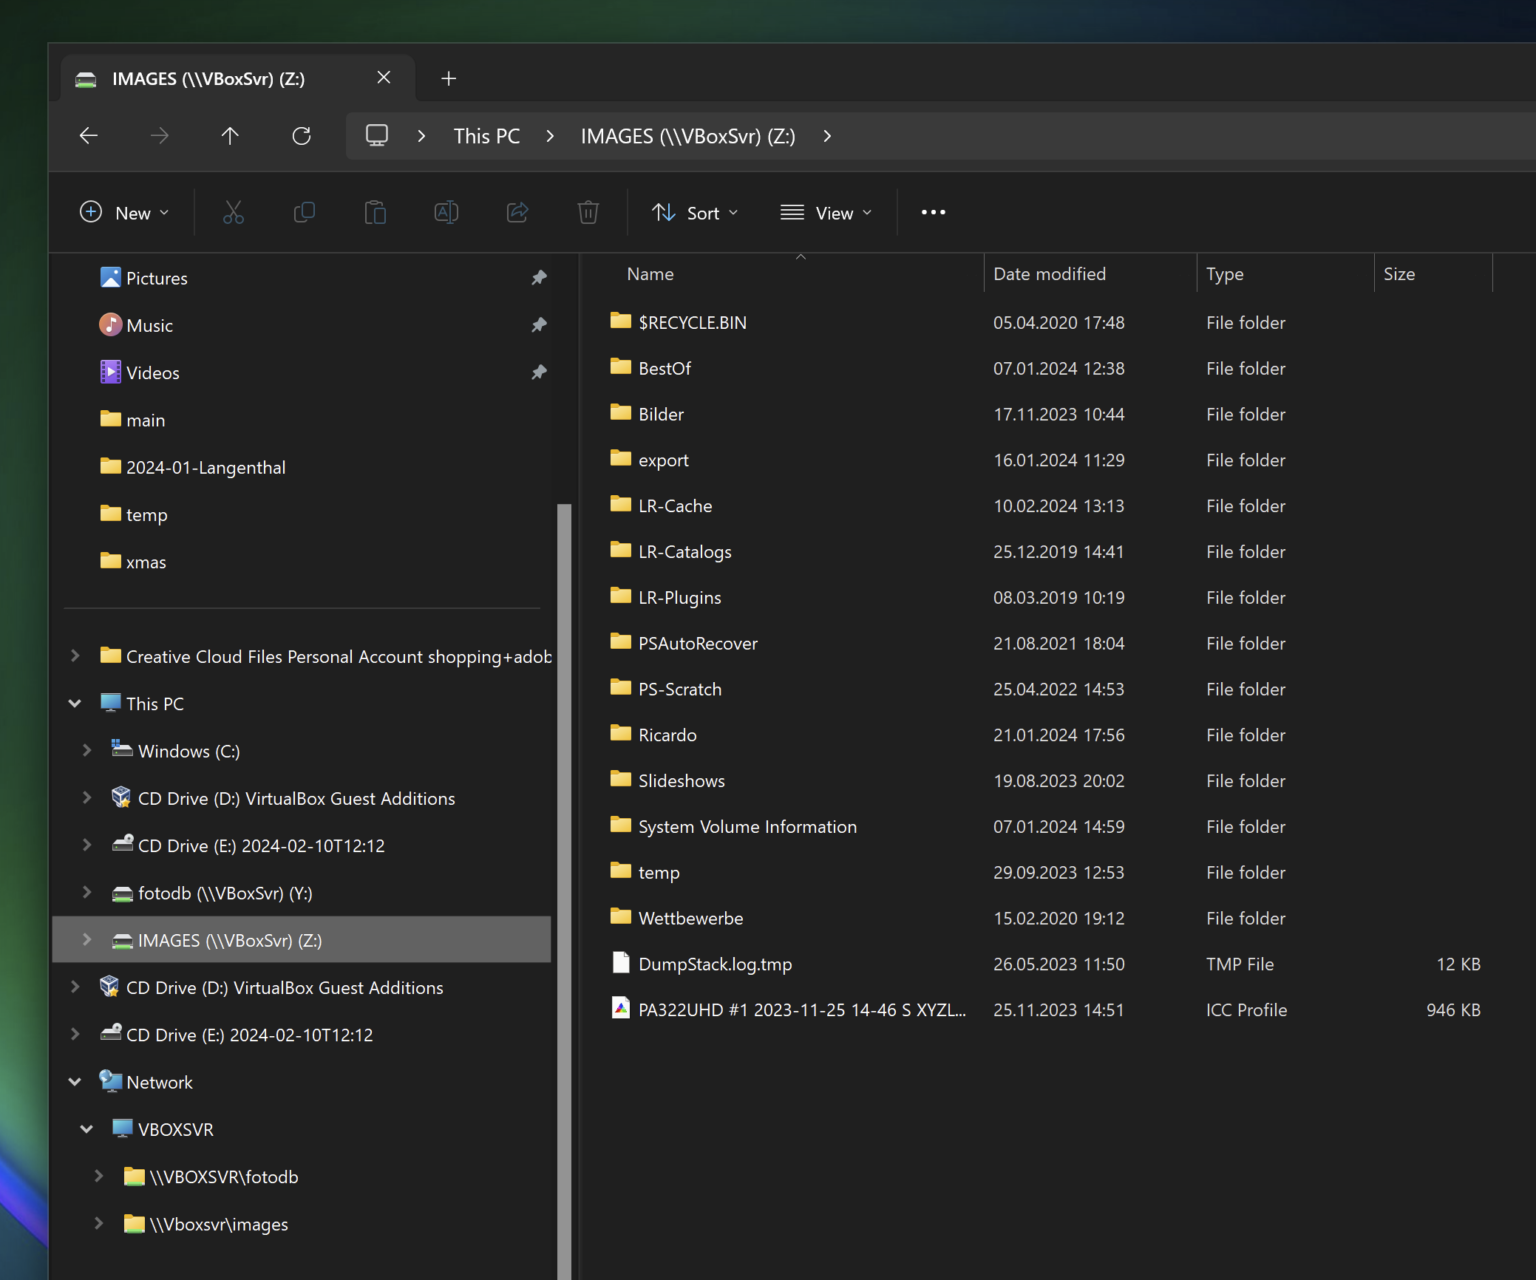 IMAGES (\\VBoxSvr) (Z:)
This PC
IMAGES (\\VBoxSvr) (Z:)
New
Sort
View
Pictures
Music
Videos
main
2024-01-Langenthal
temp
xmas
Creative Cloud Files Personal Account shopping+adob
This PC
Windows (C:)
CD Drive (D:) VirtualBox Guest Additions
CD Drive (E:) 2024-02-10T12:12
fotodb (\\VBoxSvr) (Y:)
IMAGES (\\VBoxSvr) (Z:)
CD Drive (D:) VirtualBox Guest Additions
CD Drive (E:) 2024-02-10T12:12
Network
VBOXSVR
\\VBOXSVR\fotodb
\\Vboxsvr\images
Name Date modified Type Size
$RECYCLE.BIN 05.04.2020 17:48 File folder
BestOf 07.01.2024 12:38 File folder
Bilder 17.11.2023 10:44 File folder
export 16.01.2024 11:29 File folder
LR-Cache 10.02.2024 13:13 File folder
LR-Catalogs 25.12.2019 14:41 File folder
LR-Plugins 08.03.2019 10:19 File folder
PSAutoRecover 21.08.2021 18:04 File folder
PS-Scratch 25.04.2022 14:53 File folder
Ricardo 21.01.2024 17:56 File folder
Slideshows 19.08.2023 20:02 File folder
System Volume Information 07.01.2024 14:59 File folder
temp 29.09.2023 12:53 File folder
Wettbewerbe 15.02.2020 19:12 File folder
DumpStack.log.tmp 26.05.2023 11:50 TMP File 12 KB
PA322UHD #1 2023-11-25 14-46 S XYZL... 25.11.2023 14:51 ICC Profile 946 KB